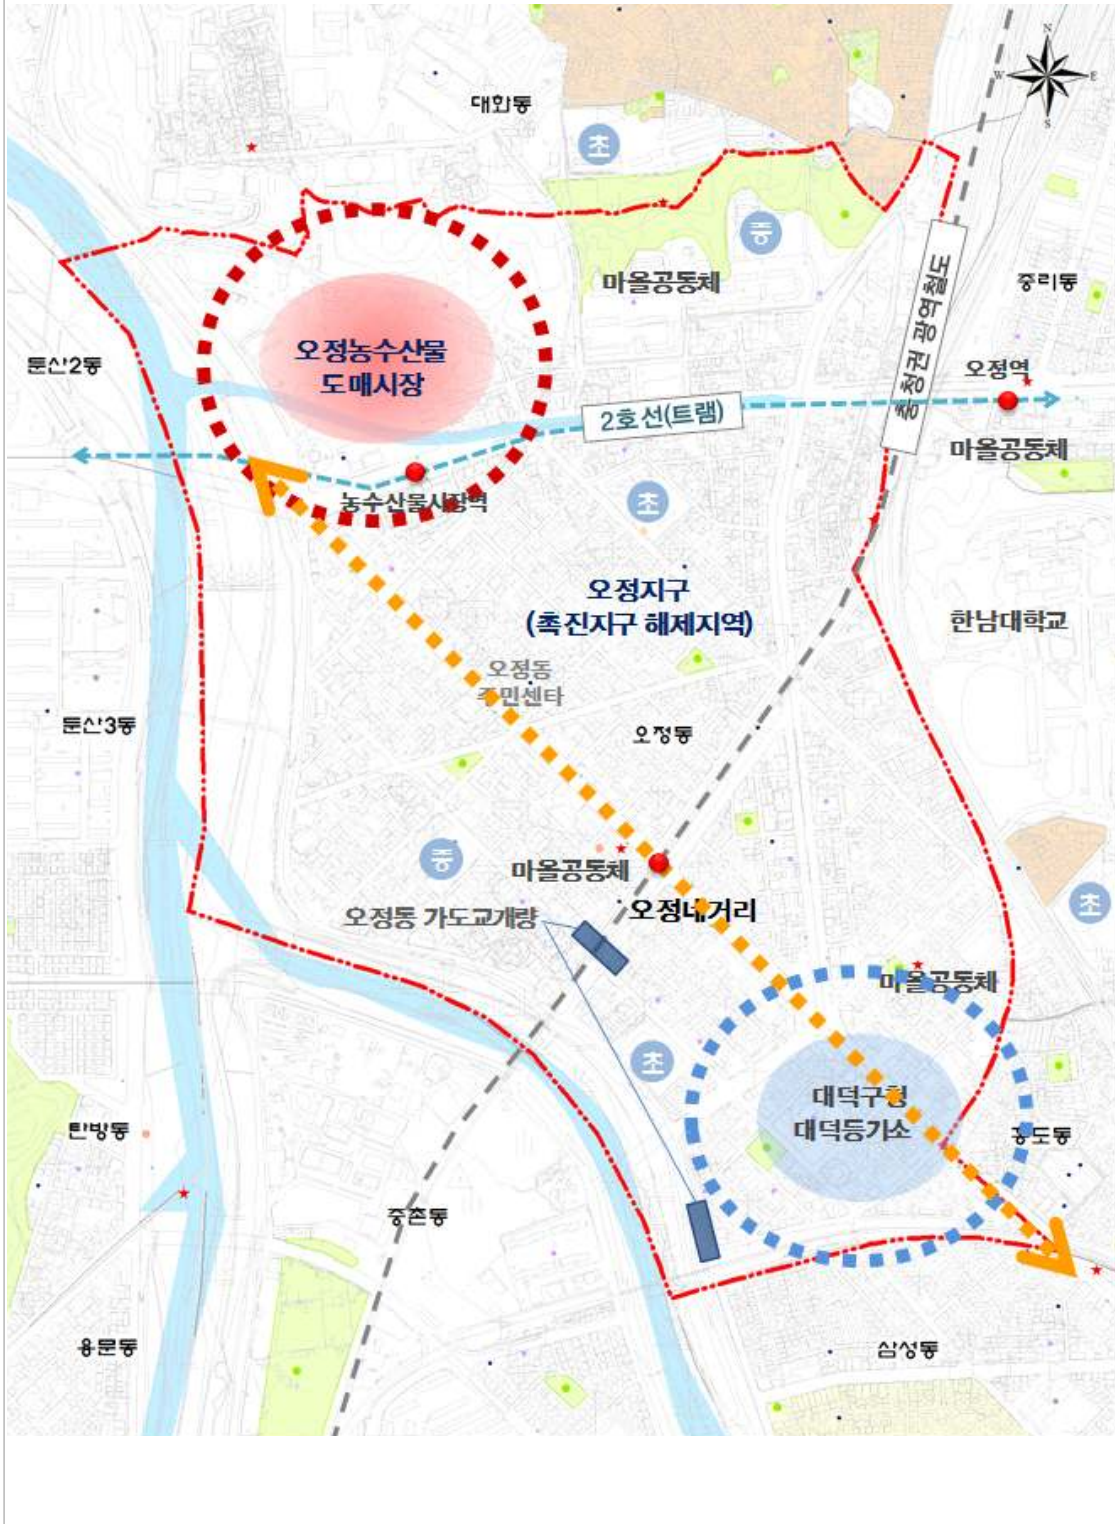 N
W
E
S
대화동
초
중
마을공동체
중리동
충청권 광역철도
둔산2동
오정농수산물
도매시장
오정역
2호선(트램)
마을공동체
농수산물시장역
초
오정지구
(촉진지구 해제지역)
한남대학교
오정동
주민센타
둔산3동
오정동
중
마을공동체
오정네거리
오정통 가도교개량
초
마을공동체
초
대덕구청
대덕등기소
홍도동
탄방동
중촌동
용문동
삼성동